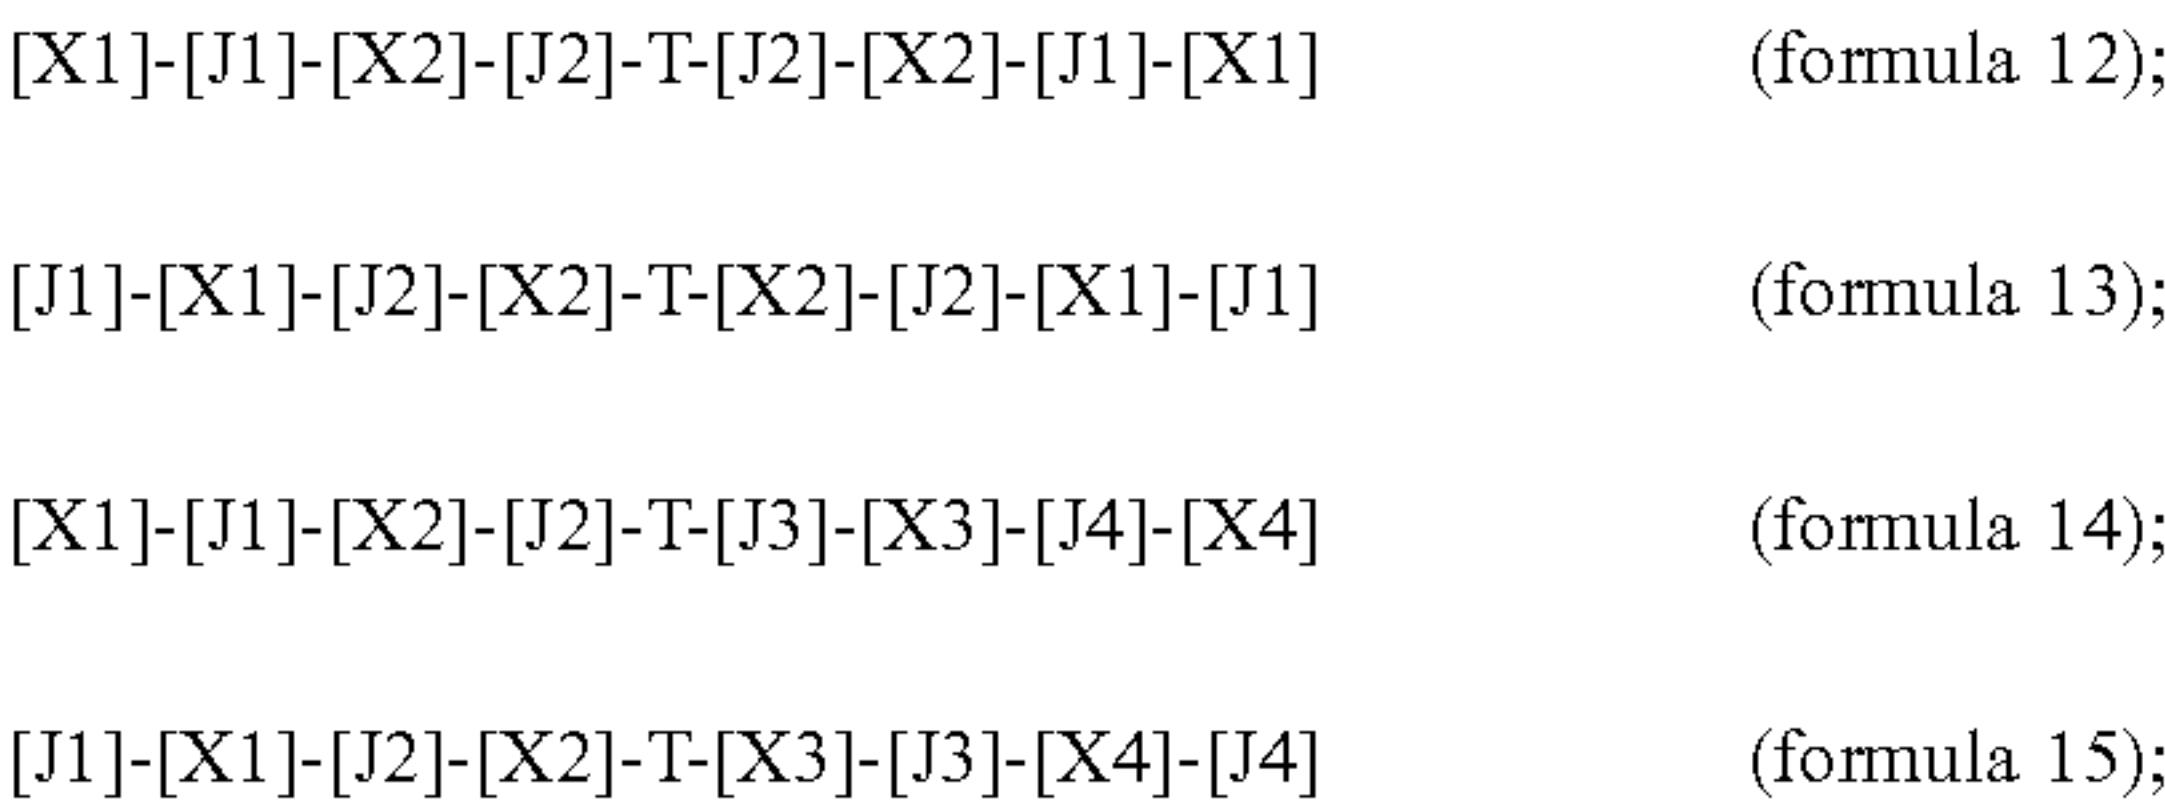 [X1]-[J1]-[X2]-[J2]-T-[J2]-[X2]-[J1]-[X1] (formula 12);
[J1]-[X1]-[J2]-[X2]-T-[X2]-[J2]-[X1]-[J1] (formula 13);
[X1]-[J1]-[X2]-[J2]-T-[J3]-[X3]-[J4]-[X4] (formula 14);
[J1]-[X1]-[J2]-[X2]-T-[X3]-[J3]-[X4]-[J4] (formula 15);